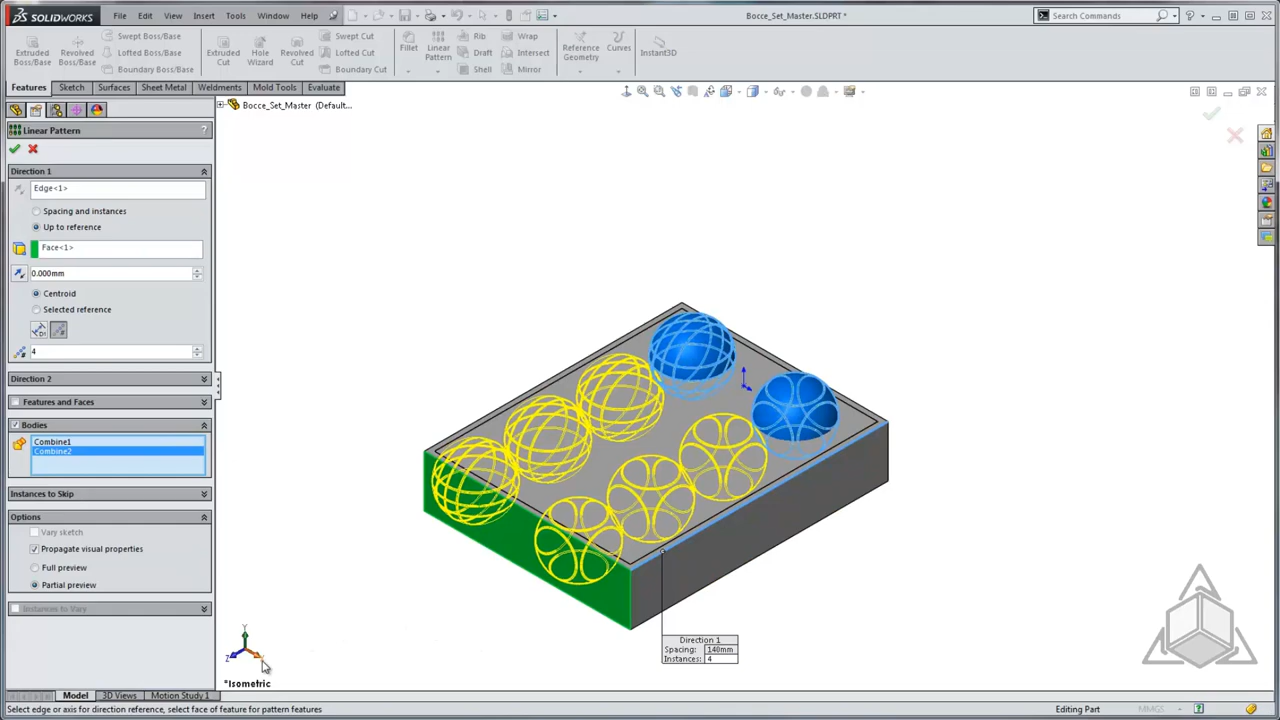 SOLIDWORKS File Edit View Insert Tools Window Help Bocce_Set_Master.SLDPRT * Search Commands
Extruded Boss/Base
Revolved Boss/Base
Swept Boss/Base
Lofted Boss/Base
Boundary Boss/Base
Extruded Cut
Hole Wizard
Revolved Cut
Swept Cut
Lofted Cut
Boundary Cut
Fillet
Linear Pattern
Rib
Draft
Shell
Wrap
Intersect
Mirror
Reference Geometry
Curves
Instant3D
Features Sketch Surfaces Sheet Metal Weldments Mold Tools Evaluate
Bocce_Set_Master (Default...
Linear Pattern ?
Direction 1
Edge<1>
Spacing and instances
Up to reference
Face<1>
0.000mm
Centroid
Selected reference
4
Direction 2
Features and Faces
Bodies
Combine1
Combine2
Instances to Skip
Options
Vary sketch
Propagate visual properties
Full preview
Partial preview
Instances to Vary
Direction 1
Spacing: 140mm
Instances: 4
Y
Z
*Isometric
Model 3D Views Motion Study 1
Select edge or axis for direction reference, select face of feature for pattern features Editing Part MMGS